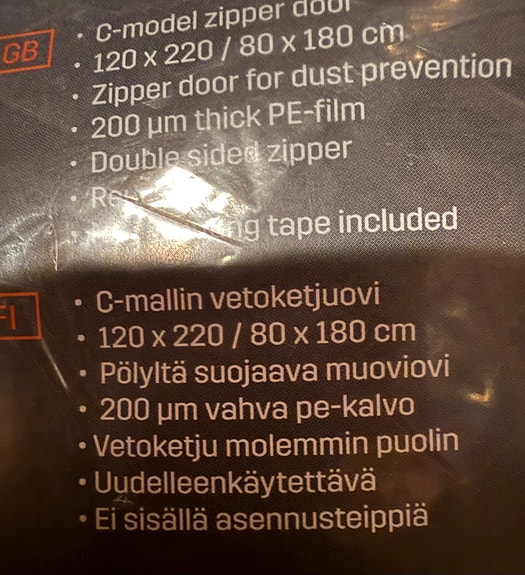 GB
• C-model zipper door
• 120 x 220 / 80 x 180 cm
• Zipper door for dust prevention
• 200 µm thick PE-film
• Double sided zipper
tape included
FI
• C-mallin vetoketjuovi
• 120 x 220 / 80 x 180 cm
• Pölyltä suojaava muoviovi
• 200 µm vahva pe-kalvo
• Vetoketju molemmin puolin
• Uudelleenkäytettävä
• Ei sisällä asennusteippiä